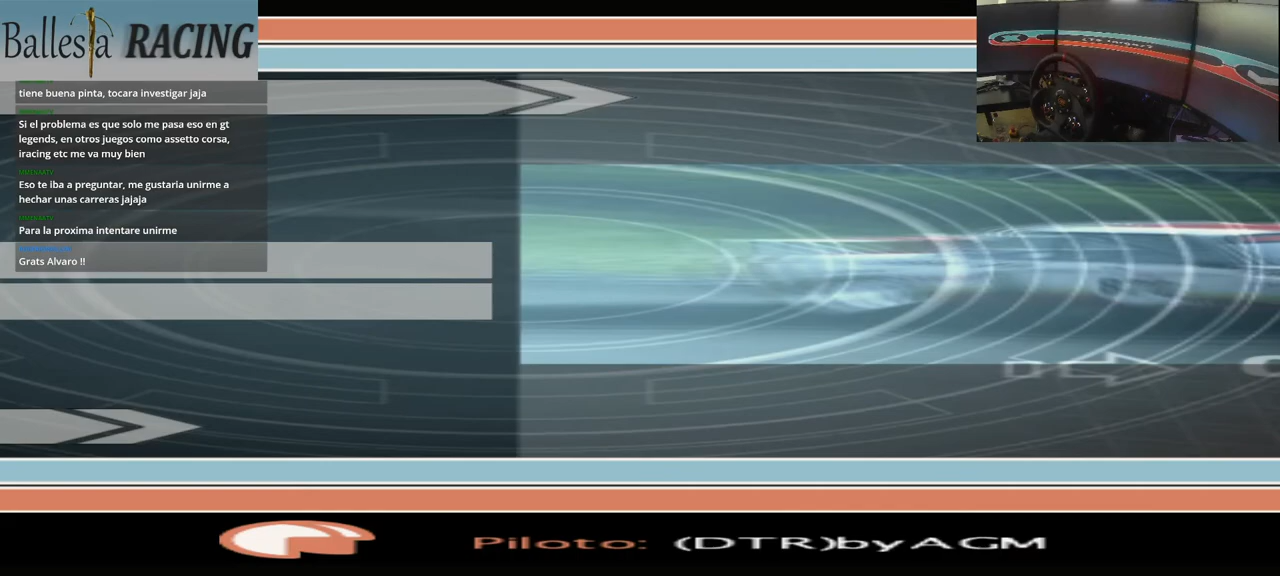 Ballesta RACING
tiene buena pinta, tocara investigar jaja
Si el problema es que solo me pasa eso en gt
legends, en otros juegos como assetto corsa,
iracing etc me va muy bien
Eso te iba a preguntar, me gustaria unirme a
hechar unas carreras jajaja
Para la proxima intentare unirme
Grats Alvaro !!
Piloto: (DTR)byAGM